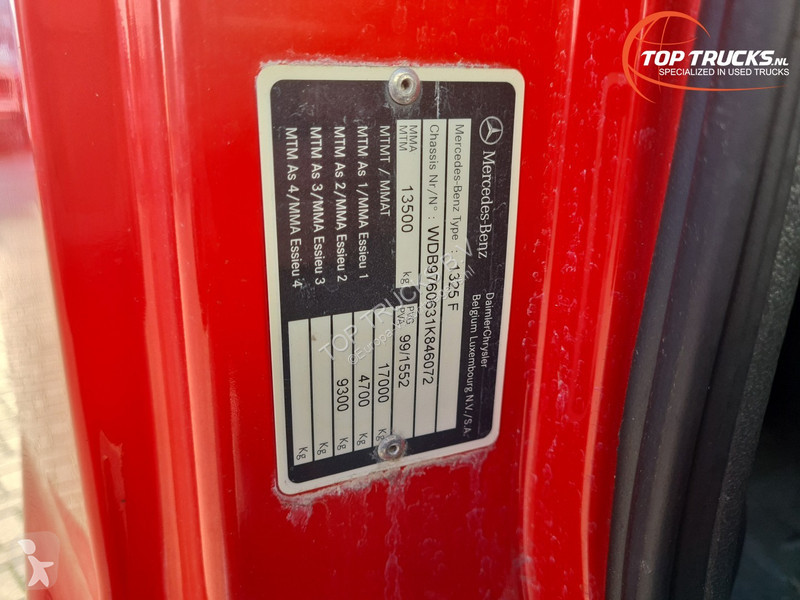 TOP TRUCKS.NL
SPECIALIZED IN USED TRUCKS
Mercedes-Benz
DaimlerChrysler
Belgium Luxembourg N.V./S.A.
Mercedes-Benz Type : 1325 F
Chassis Nr/N° : WDB9760631K846072
MMA
MTM 13500 kg PVG
PVA 99/1552
MTMT / MMAT 17000 Kg
MTM As 1/MMA Essieu 1 4700 Kg
MTM As 2/MMA Essieu 2 9300 Kg
MTM As 3/MMA Essieu 3 Kg
MTM As 4/MMA Essieu 4 Kg